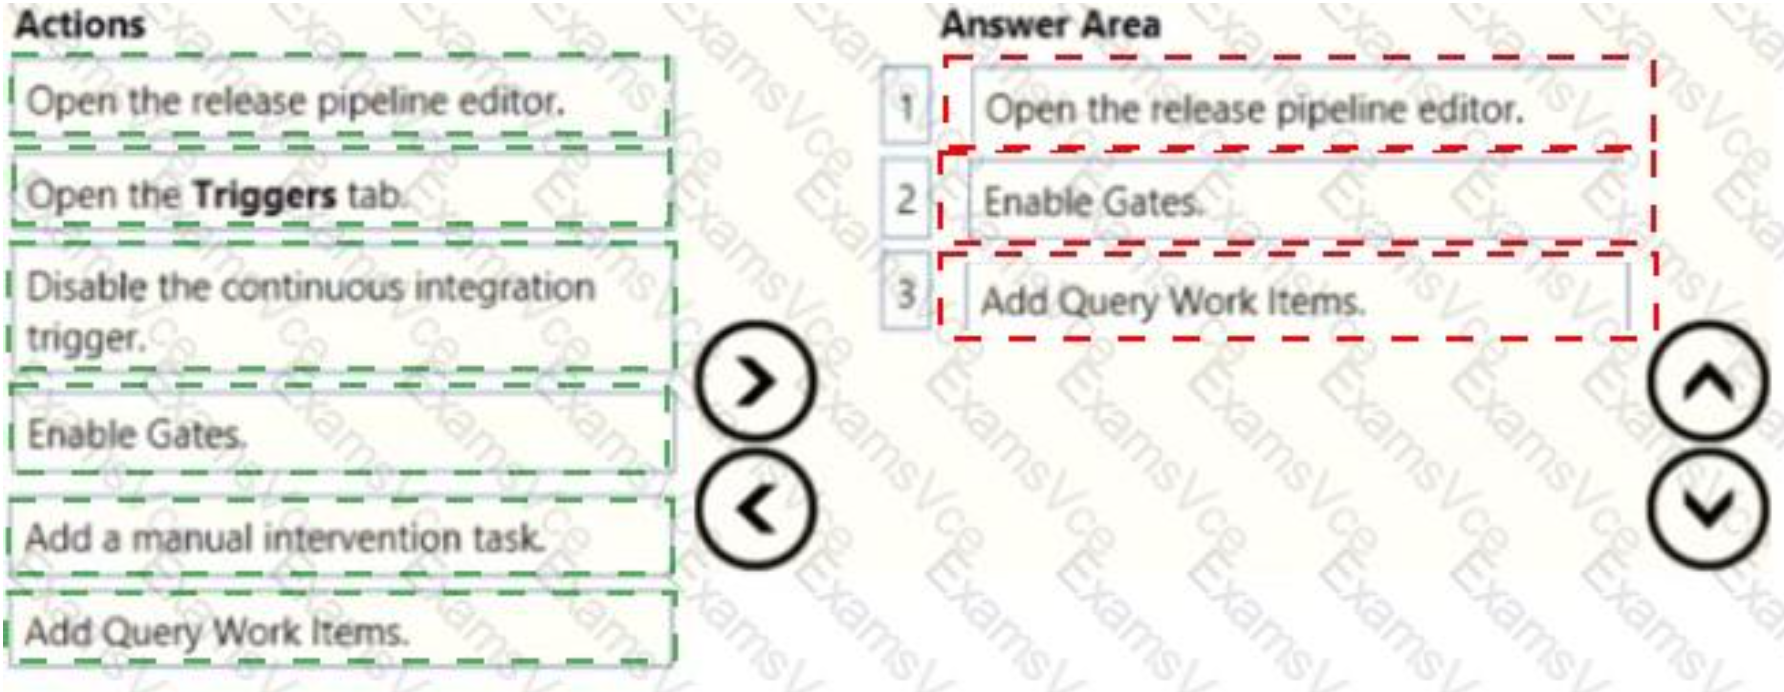 Actions
Open the release pipeline editor.
Open the Triggers tab.
Disable the continuous integration
trigger.
Enable Gates.
Add a manual intervention task.
Add Query Work Items.
Answer Area
1 Open the release pipeline editor.
2 Enable Gates.
3 Add Query Work Items.
ExamsVce